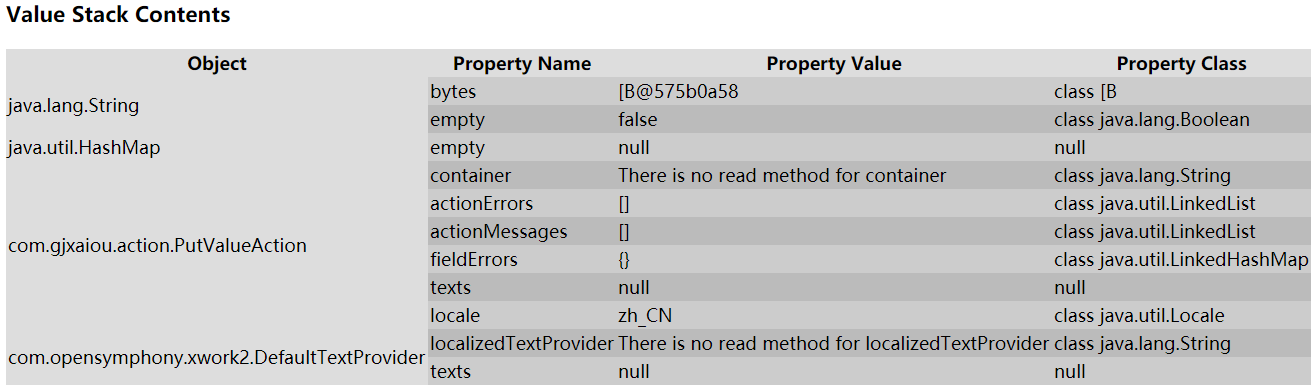 Value Stack Contents
Object Property Name Property Value Property Class
java.lang.String bytes [B@575b0a58 class [B
empty false class java.lang.Boolean
java.util.HashMap empty null null
com.gjxaiou.action.PutValueAction container There is no read method for container class java.lang.String
actionErrors [] class java.util.LinkedList
actionMessages [] class java.util.LinkedList
fieldErrors {} class java.util.LinkedHashMap
texts null null
locale zh_CN class java.util.Locale
com.opensymphony.xwork2.DefaultTextProvider localizedTextProvider There is no read method for localizedTextProvider class java.lang.String
texts null null